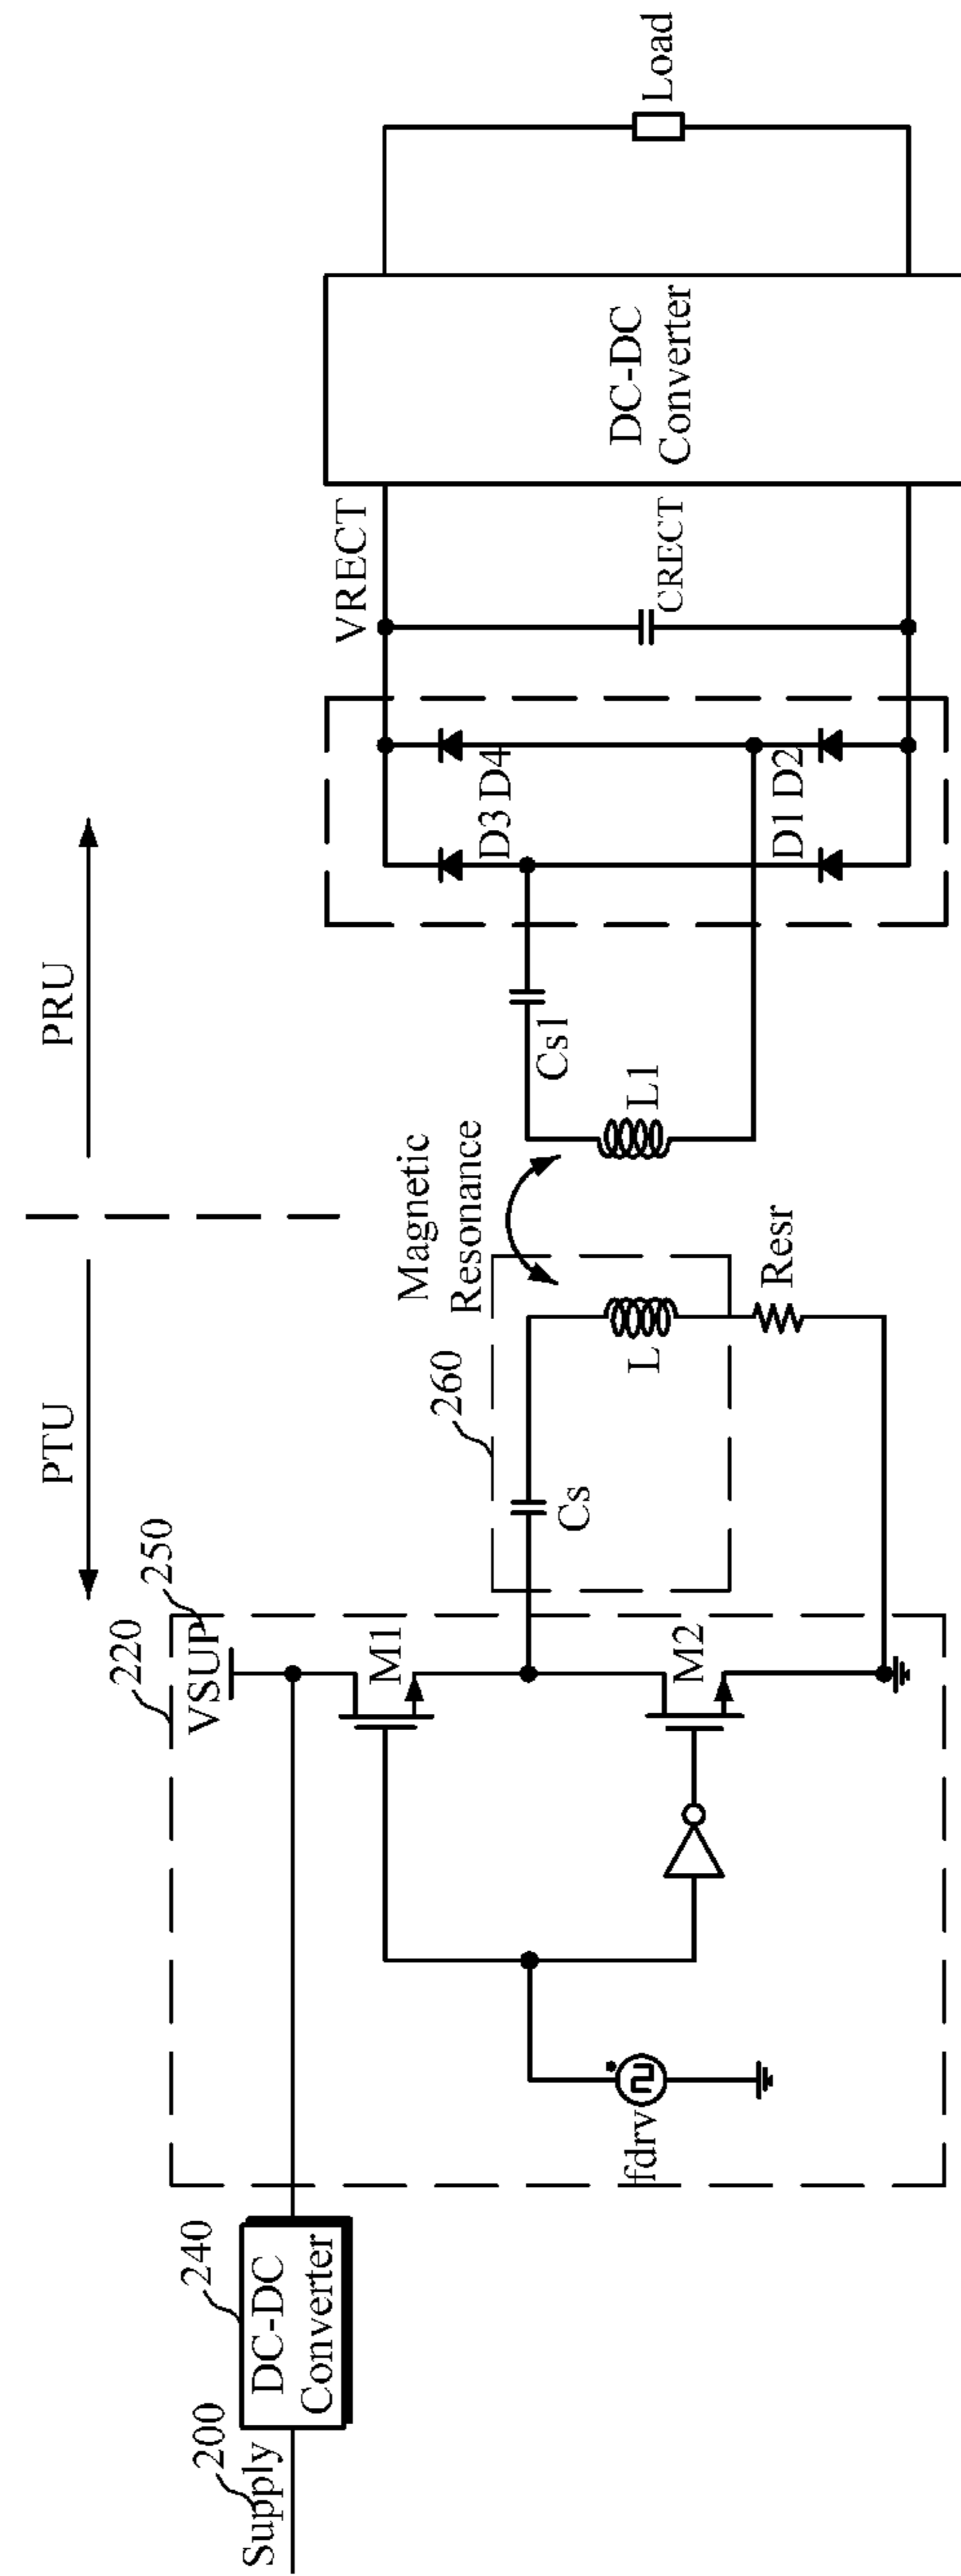 PTU
PRU
Supply
200
240
DC-DC
Converter
220
VSUP
250
fdrv
M1
M2
260
Cs
L
Resr
Magnetic
Resonance
L1
Cs1
D3 D4
D1 D2
VRECT
CRECT
DC-DC
Converter
Load